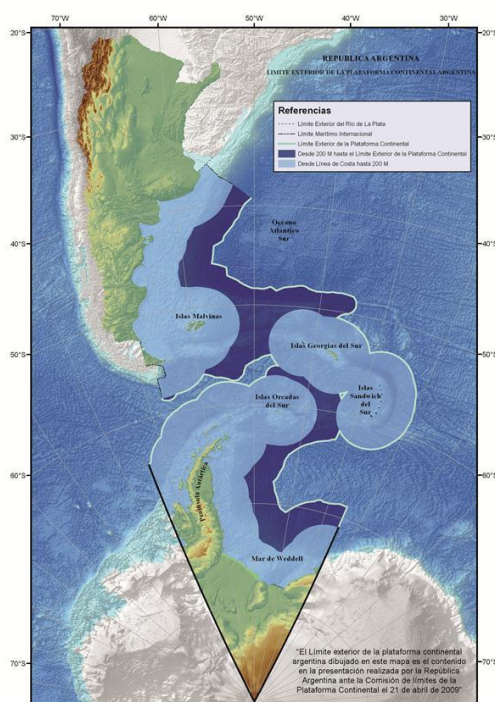 20°S
70°W
60°W
50°W
40°W
30°W
20°S
REPUBLICA ARGENTINA
LIMITE EXTERIOR DE LA PLATAFORMA CONTINENTAL ARGENTINA
Referencias
Límite Exterior del Río de La Plata
Límite Marítimo Internacional
Límite Exterior de la Plataforma Continental
Desde 200 M hasta el Límite Exterior de la Plataforma Continental
Desde Línea de Costa hasta 200 M
30°S
30°S
Océano
Atlántico
Sur
40°S
40°S
Islas Malvinas
Islas Georgias del Sur
50°S
50°S
Islas Orcadas
del Sur
Islas
Sandwich
del
Sur
60°S
60°S
Península Antártica
Mar de Weddell
70°S
70°S
"El Límite exterior de la plataforma continental
argentina dibujado en este mapa es el contenido
en la presentación realizada por la República
Argentina ante la Comisión de límites de la
Plataforma Continental el 21 de abril de 2009"
70°W
60°W
50°W
40°W
30°W